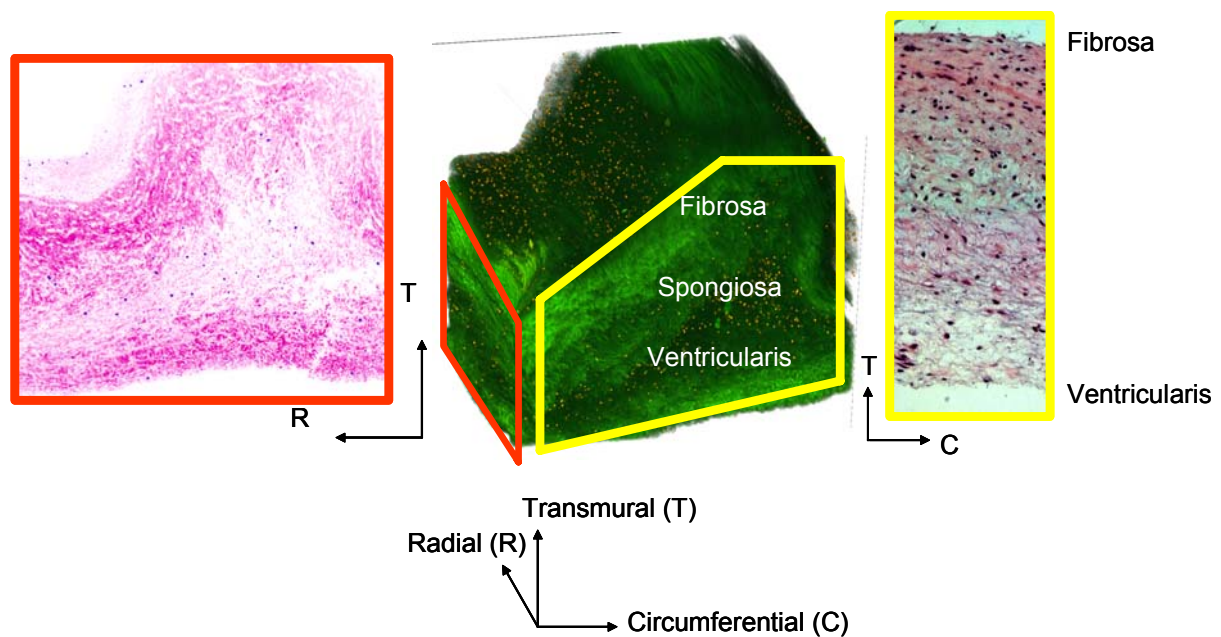 Fibrosa
Fibrosa
Spongiosa
T
Ventricularis
T
Ventricularis
R
C
Transmural (T)
Radial (R)
Circumferential (C)